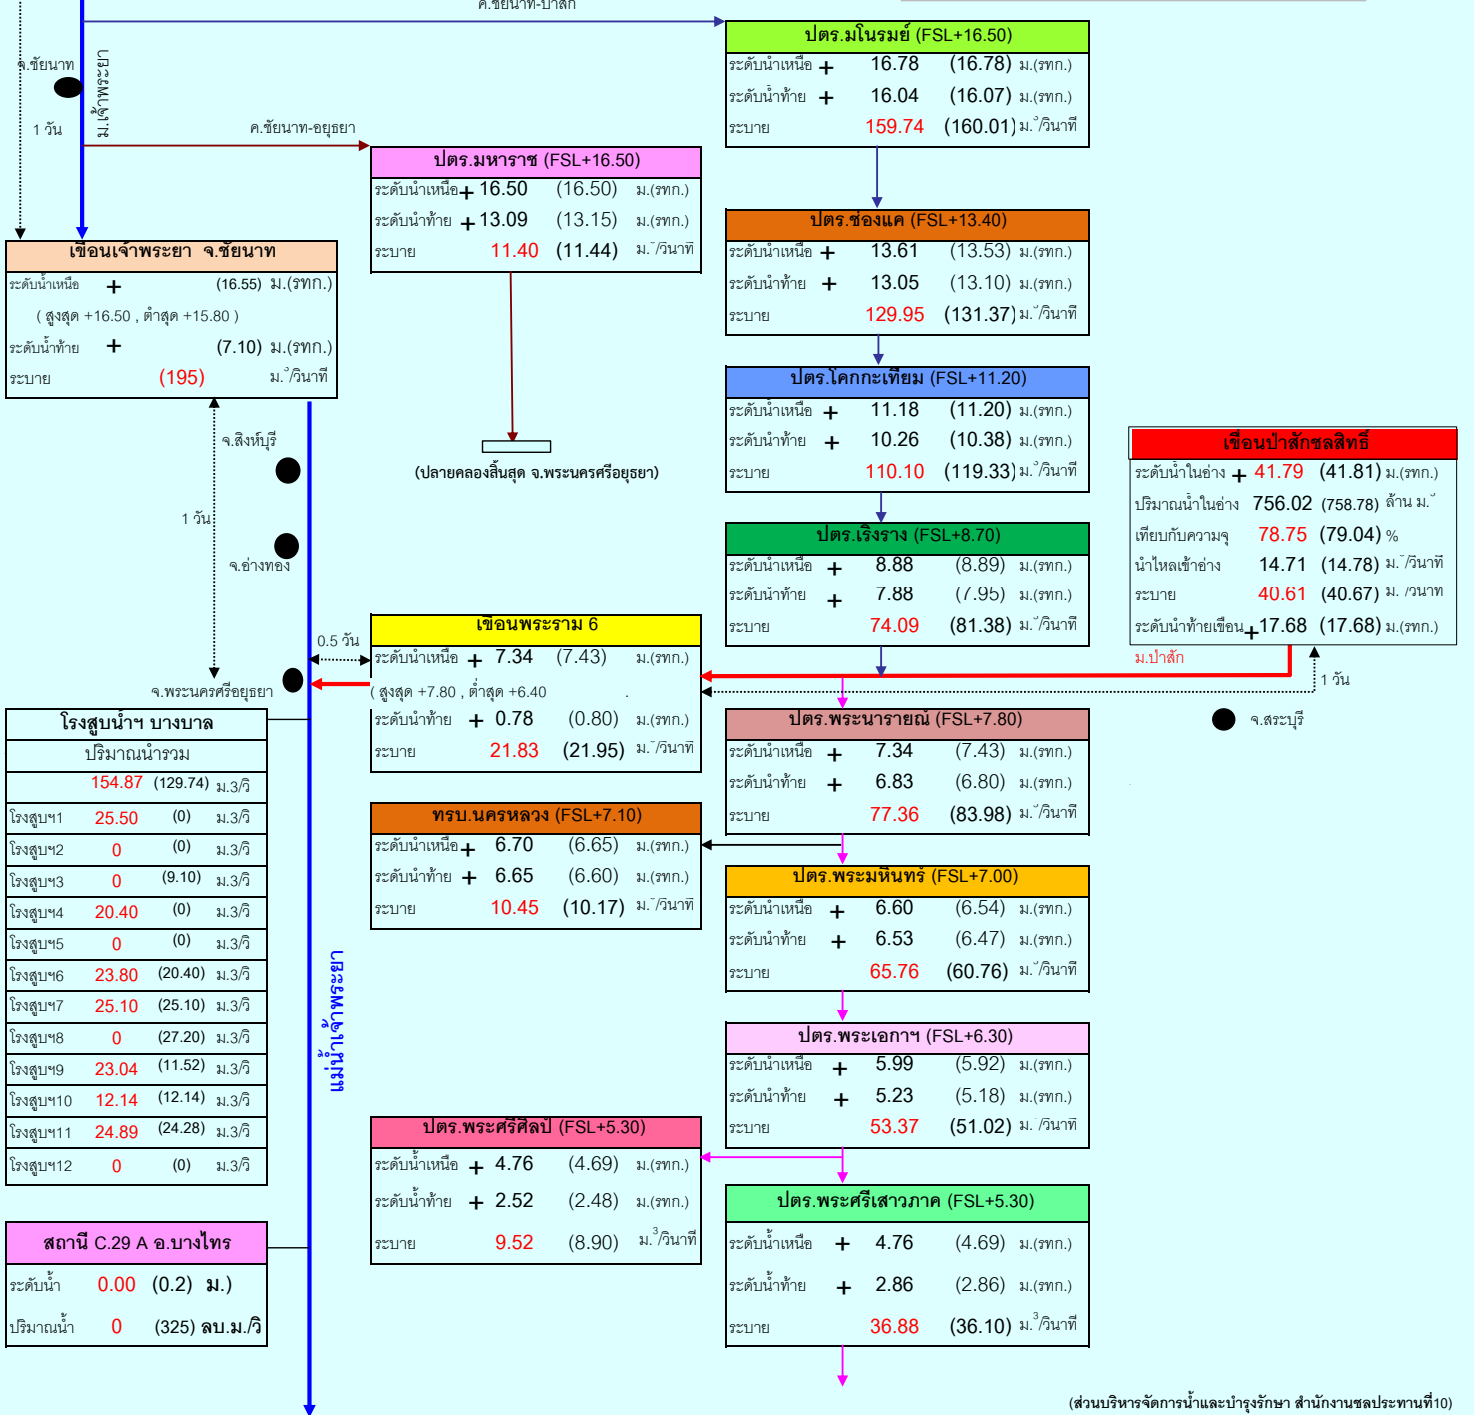 ค.ชัยนาท-ป่าสัก
ปตร.มโนรมย์ (FSL+16.50)
ระดับน้ำเหนือ + 16.78 (16.78) ม.(รทก.)
ระดับน้ำท้าย + 16.04 (16.07) ม.(รทก.)
ระบาย 159.74 (160.01) ม.³/วินาที
จ.ชัยนาท
ม.เจ้าพระยา
1 วัน
ค.ชัยนาท-อยุธยา
ปตร.มหาราช (FSL+16.50)
ระดับน้ำเหนือ + 16.50 (16.50) ม.(รทก.)
ระดับน้ำท้าย + 13.09 (13.15) ม.(รทก.)
ระบาย 11.40 (11.44) ม.³/วินาที
ปตร.ช่องแค (FSL+13.40)
ระดับน้ำเหนือ + 13.61 (13.53) ม.(รทก.)
ระดับน้ำท้าย + 13.05 (13.10) ม.(รทก.)
ระบาย 129.95 (131.37) ม.³/วินาที
เขื่อนเจ้าพระยา จ.ชัยนาท
ระดับน้ำเหนือ + (16.55) ม.(รทก.)
( สูงสุด +16.50 , ต่ำสุด +15.80 )
ระดับน้ำท้าย + (7.10) ม.(รทก.)
ระบาย (195) ม.³/วินาที
ปตร.โคกกะเทียม (FSL+11.20)
ระดับน้ำเหนือ + 11.18 (11.20) ม.(รทก.)
ระดับน้ำท้าย + 10.26 (10.38) ม.(รทก.)
ระบาย 110.10 (119.33) ม.³/วินาที
จ.สิงห์บุรี
(ปลายคลองสิ้นสุด จ.พระนครศรีอยุธยา)
1 วัน
จ.อ่างทอง
เขื่อนป่าสักชลสิทธิ์
ระดับน้ำในอ่าง + 41.79 (41.81) ม.(รทก.)
ปริมาณน้ำในอ่าง 756.02 (758.78) ล้าน ม.³
เทียบกับความจุ 78.75 (79.04) %
น้ำไหลเข้าอ่าง 14.71 (14.78) ม.³/วินาที
ระบาย 40.61 (40.67) ม.³/วินาที
ระดับน้ำท้ายเขื่อน + 17.68 (17.68) ม.(รทก.)
ม.ป่าสัก
1 วัน
จ.สระบุรี
ปตร.เริงราง (FSL+8.70)
ระดับน้ำเหนือ + 8.88 (8.89) ม.(รทก.)
ระดับน้ำท้าย + 7.88 (7.95) ม.(รทก.)
ระบาย 74.09 (81.38) ม.³/วินาที
0.5 วัน
เขื่อนพระราม 6
ระดับน้ำเหนือ + 7.34 (7.43) ม.(รทก.)
( สูงสุด +7.80 , ต่ำสุด +6.40 .
ระดับน้ำท้าย + 0.78 (0.80) ม.(รทก.)
ระบาย 21.83 (21.95) ม.³/วินาที
จ.พระนครศรีอยุธยา
ปตร.พระนารายณ์ (FSL+7.80)
ระดับน้ำเหนือ + 7.34 (7.43) ม.(รทก.)
ระดับน้ำท้าย + 6.83 (6.80) ม.(รทก.)
ระบาย 77.36 (83.98) ม.³/วินาที
โรงสูบน้ำฯ บางบาล
ปริมาณน้ำรวม
154.87 (129.74) ม.3/วิ
โรงสูบฯ1 25.50 (0) ม.3/วิ
โรงสูบฯ2 0 (0) ม.3/วิ
โรงสูบฯ3 0 (9.10) ม.3/วิ
โรงสูบฯ4 20.40 (0) ม.3/วิ
โรงสูบฯ5 0 (0) ม.3/วิ
โรงสูบฯ6 23.80 (20.40) ม.3/วิ
โรงสูบฯ7 25.10 (25.10) ม.3/วิ
โรงสูบฯ8 0 (27.20) ม.3/วิ
โรงสูบฯ9 23.04 (11.52) ม.3/วิ
โรงสูบฯ10 12.14 (12.14) ม.3/วิ
โรงสูบฯ11 24.89 (24.28) ม.3/วิ
โรงสูบฯ12 0 (0) ม.3/วิ
แม่น้ำเจ้าพระยา
ทรบ.นครหลวง (FSL+7.10)
ระดับน้ำเหนือ + 6.70 (6.65) ม.(รทก.)
ระดับน้ำท้าย + 6.65 (6.60) ม.(รทก.)
ระบาย 10.45 (10.17) ม.³/วินาที
ปตร.พระมหินทร์ (FSL+7.00)
ระดับน้ำเหนือ + 6.60 (6.54) ม.(รทก.)
ระดับน้ำท้าย + 6.53 (6.47) ม.(รทก.)
ระบาย 65.76 (60.76) ม.³/วินาที
ปตร.พระเอกาฯ (FSL+6.30)
ระดับน้ำเหนือ + 5.99 (5.92) ม.(รทก.)
ระดับน้ำท้าย + 5.23 (5.18) ม.(รทก.)
ระบาย 53.37 (51.02) ม.³/วินาที
ปตร.พระศรีศิลป์ (FSL+5.30)
ระดับน้ำเหนือ + 4.76 (4.69) ม.(รทก.)
ระดับน้ำท้าย + 2.52 (2.48) ม.(รทก.)
ระบาย 9.52 (8.90) ม.³/วินาที
ปตร.พระศรีเสาวภาค (FSL+5.30)
ระดับน้ำเหนือ + 4.76 (4.69) ม.(รทก.)
ระดับน้ำท้าย + 2.86 (2.86) ม.(รทก.)
ระบาย 36.88 (36.10) ม.³/วินาที
สถานี C.29 A อ.บางไทร
ระดับน้ำ 0.00 (0.2) ม.)
ปริมาณน้ำ 0 (325) ลบ.ม./วิ
(ส่วนบริหารจัดการน้ำและบำรุงรักษา สำนักงานชลประทานที่10)